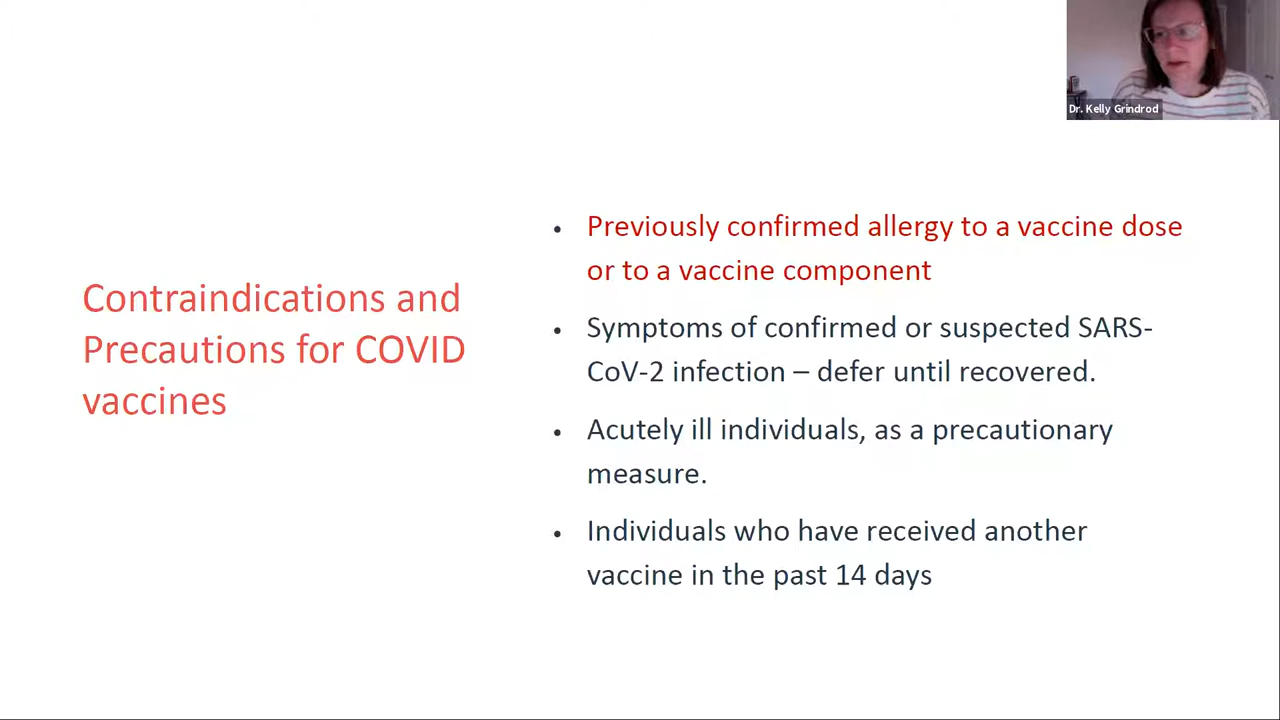 Dr. Kelly Grindrod
Contraindications and
Precautions for COVID
vaccines
• Previously confirmed allergy to a vaccine dose
or to a vaccine component
• Symptoms of confirmed or suspected SARS-
CoV-2 infection – defer until recovered.
• Acutely ill individuals, as a precautionary
measure.
• Individuals who have received another
vaccine in the past 14 days